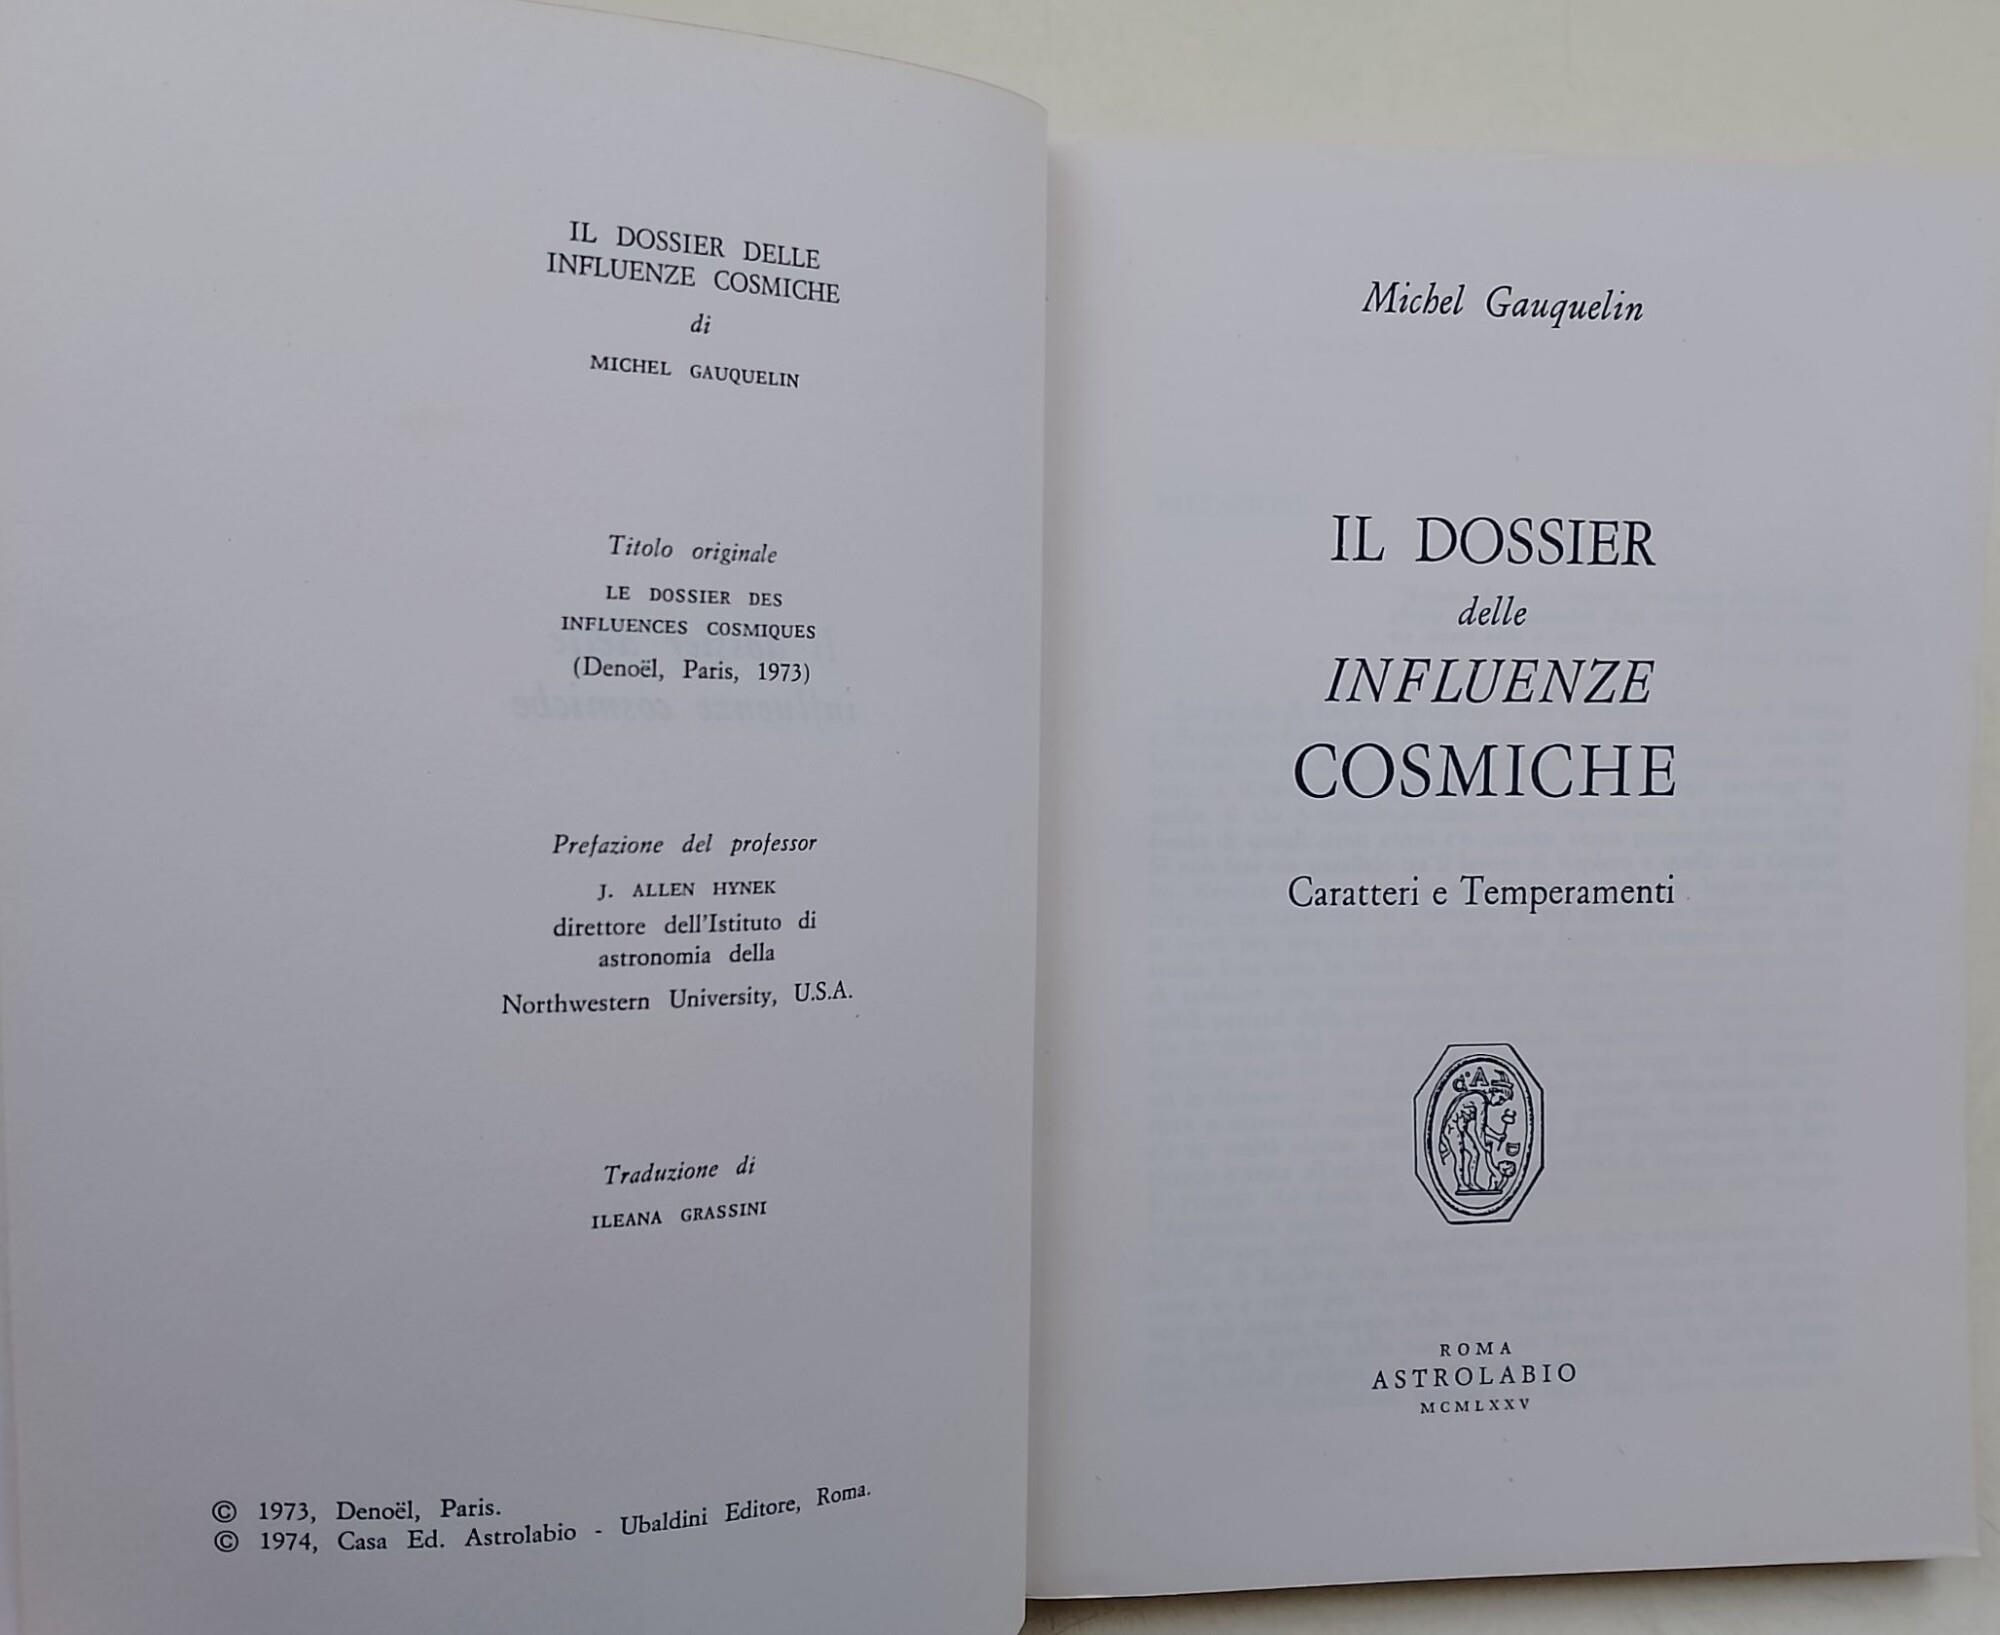 IL DOSSIER DELLE
INFLUENZE COSMICHE
di
MICHEL GAUQUELIN
Titolo originale
LE DOSSIER DES
INFLUENCES COSMIQUES
(Denoël, Paris, 1973)
Prefazione del professor
J. ALLEN HYNEK
direttore dell'Istituto di
astronomia della
Northwestern University, U.S.A.
Traduzione di
ILEANA GRASSINI
© 1973, Denoël, Paris.
© 1974, Casa Ed. Astrolabio - Ubaldini Editore, Roma.
Michel Gauquelin
IL DOSSIER
delle
INFLUENZE
COSMICHE
Caratteri e Temperamenti
ROMA
ASTROLABIO
MCMLXXV